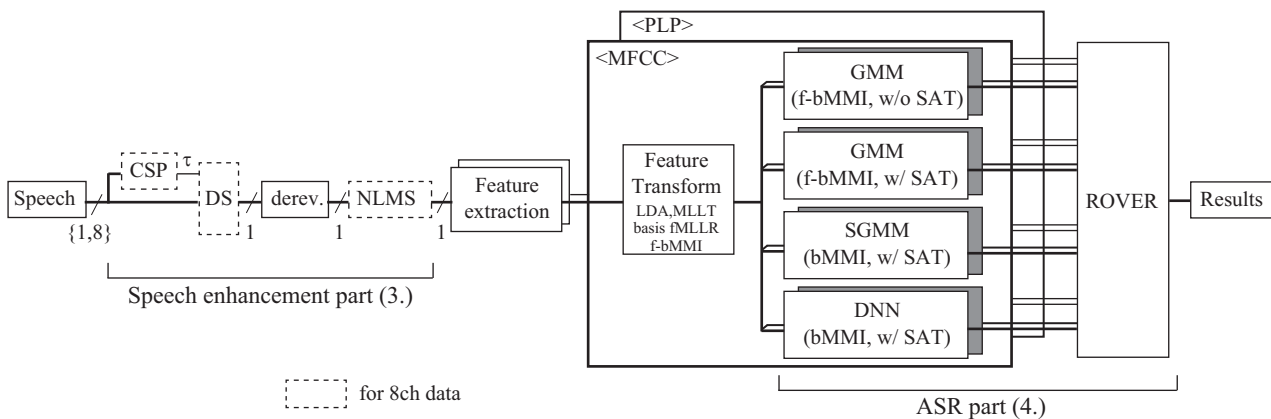 <PLP>
<MFCC>
Speech
{1,8}
CSP
τ
DS
1
derev.
1
NLMS
1
Feature
extraction
Feature
Transform
LDA,MLLT
basis fMLLR
f-bMMI
GMM
(f-bMMI, w/o SAT)
GMM
(f-bMMI, w/ SAT)
SGMM
(bMMI, w/ SAT)
DNN
(bMMI, w/ SAT)
ROVER
Results
Speech enhancement part (3.)
for 8ch data
ASR part (4.)